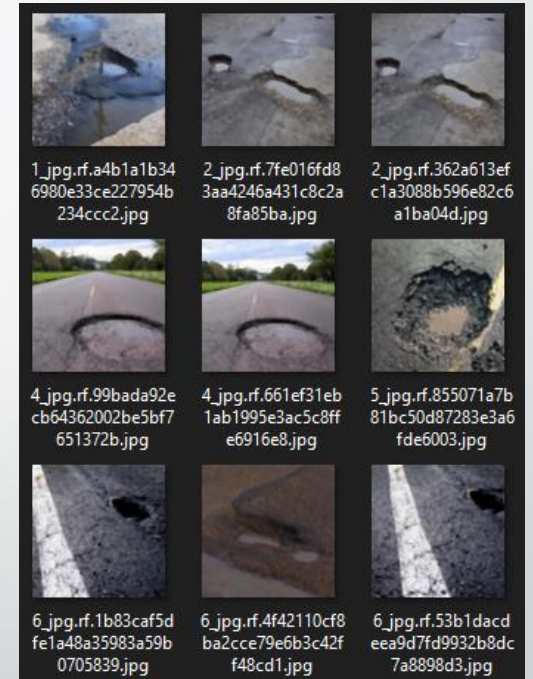 1_jpg.rf.a4b1a1b34
6980e33ce227954b
234ccc2.jpg
2_jpg.rf.7fe016fd8
3aa4246a431c8c2a
8fa85ba.jpg
2_jpg.rf.362a613ef
c1a3088b596e82c6
a1ba04d.jpg
4_jpg.rf.99bada92e
cb64362002be5bf7
651372b.jpg
4_jpg.rf.661ef31eb
1ab1995e3ac5c8ff
e6916e8.jpg
5_jpg.rf.855071a7b
81bc50d87283e3a6
fde6003.jpg
6_jpg.rf.1b83caf5d
fe1a48a35983a59b
0705839.jpg
6_jpg.rf.4f42110cf8
ba2cce79e6b3c42f
f48cd1.jpg
6_jpg.rf.53b1dacd
eea9d7fd9932b8dc
7a8898d3.jpg